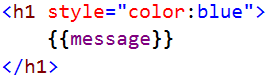 <h1 style="color:blue">
    {{message}}
</h1>